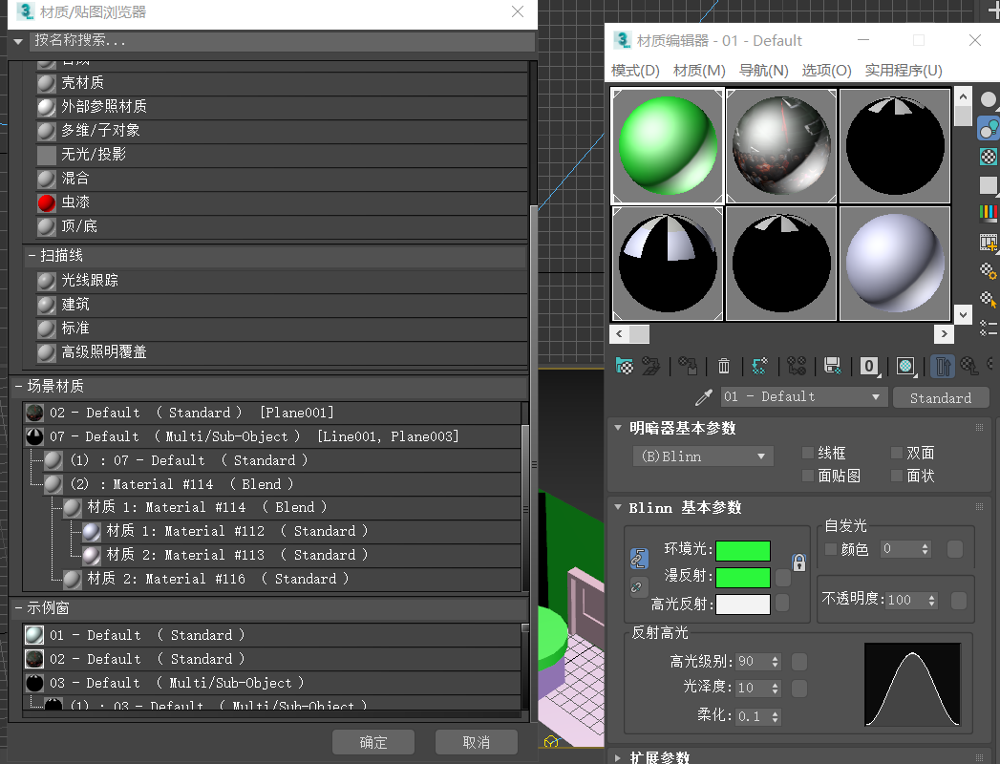 材质/贴图浏览器
按名称搜索...
合成
壳材质
外部参照材质
多维/子对象
无光/投影
混合
虫漆
顶/底
- 扫描线
光线跟踪
建筑
标准
高级照明覆盖
- 场景材质
02 - Default ( Standard ) [Plane001]
07 - Default ( Multi/Sub-Object ) [Line001, Plane003]
(1) : 07 - Default ( Standard )
(2) : Material #114 ( Blend )
材质 1: Material #114 ( Blend )
材质 1: Material #112 ( Standard )
材质 2: Material #113 ( Standard )
材质 2: Material #116 ( Standard )
- 示例窗
01 - Default ( Standard )
02 - Default ( Standard )
03 - Default ( Multi/Sub-Object )
(1) : 03 - Default ( Multi/Sub-Object )
确定 取消
材质编辑器 - 01 - Default
模式(D) 材质(M) 导航(N) 选项(O) 实用程序(U)
0
01 - Default Standard
明暗器基本参数
(B)Blinn 线框 双面
面贴图 面状
Blinn 基本参数
自发光
环境光: 颜色 0
漫反射:
高光反射: 不透明度: 100
反射高光
高光级别: 90
光泽度: 10
柔化: 0.1
扩展参数